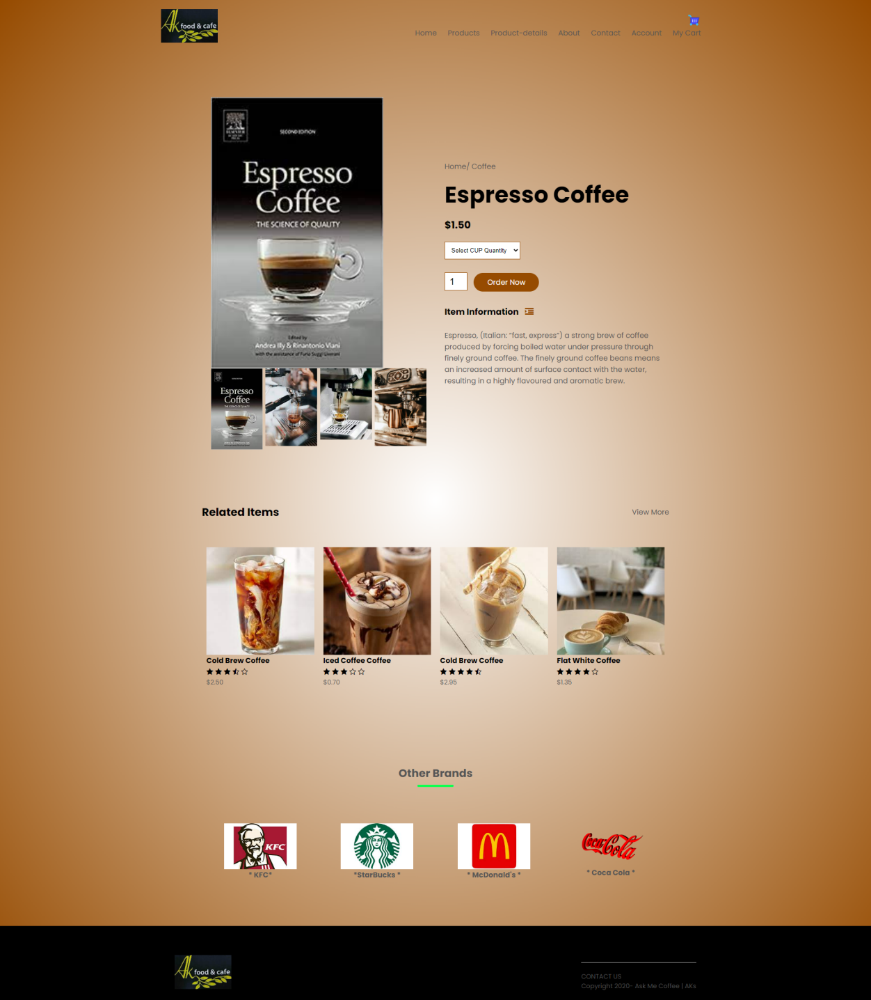 Ak food & cafe
Home Products Product-details About Contact Account My Cart
SECOND EDITION
Espresso
Coffee
THE SCIENCE OF QUALITY
Edited by
Andrea Illy & Rinantonio Viani
with the assistance of Furio Suggi-Liverani
Home/ Coffee
Espresso Coffee
$1.50
Select CUP Quantity
1 Order Now
Item Information
Espresso, (Italian: “fast, express”) a strong brew of coffee
produced by forcing boiled water under pressure through
finely ground coffee. The finely ground coffee beans means
an increased amount of surface contact with the water,
resulting in a highly flavoured and aromatic brew.
Espresso
Coffee
THE SCIENCE OF QUALITY
Related Items View More
Cold Brew Coffee
$2.50
Iced Coffee Coffee
$0.70
Cold Brew Coffee
$2.95
Flat White Coffee
$1.35
Other Brands
KFC
* KFC*
*StarBucks *
* McDonald's *
Coca-Cola
* Coca Cola *
Ak food & cafe
CONTACT US
Copyright 2020- Ask Me Coffee | AKs